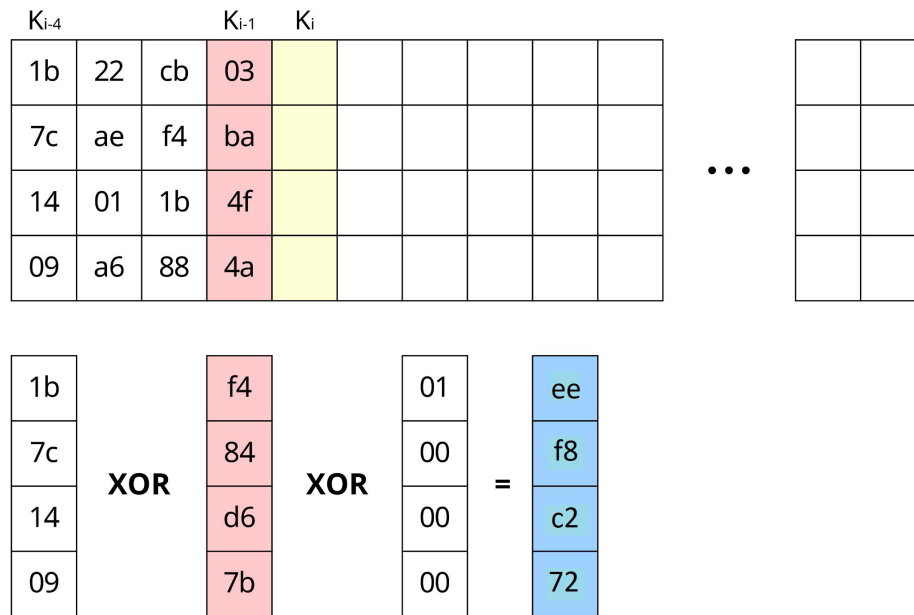 Ki-4 Ki-1 Ki
1b 22 cb 03
7c ae f4 ba
14 01 1b 4f
09 a6 88 4a
...
1b f4 01 ee
7c 84 00 f8
XOR XOR =
14 d6 00 c2
09 7b 00 72